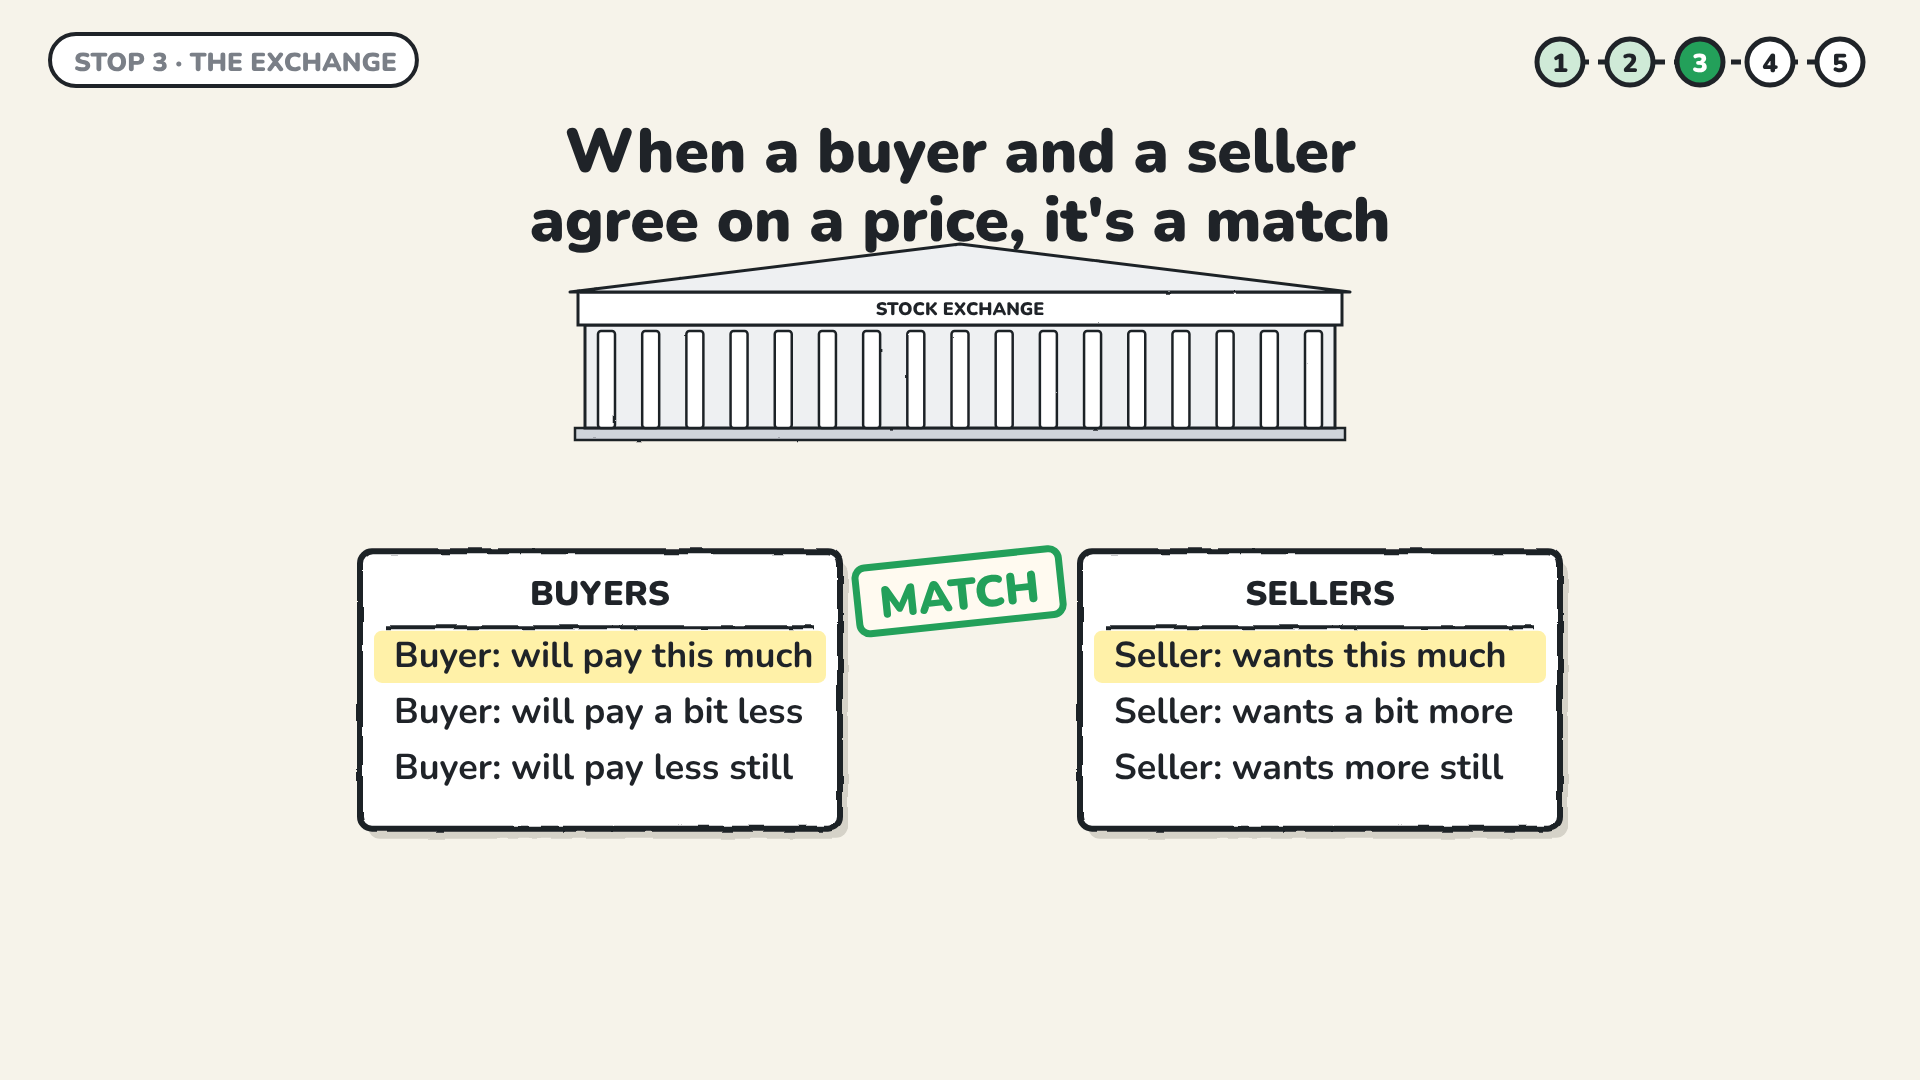 STOP 3 · THE EXCHANGE
1 2 3 4 5
When a buyer and a seller
agree on a price, it's a match
STOCK EXCHANGE
BUYERS
Buyer: will pay this much
Buyer: will pay a bit less
Buyer: will pay less still
MATCH
SELLERS
Seller: wants this much
Seller: wants a bit more
Seller: wants more still